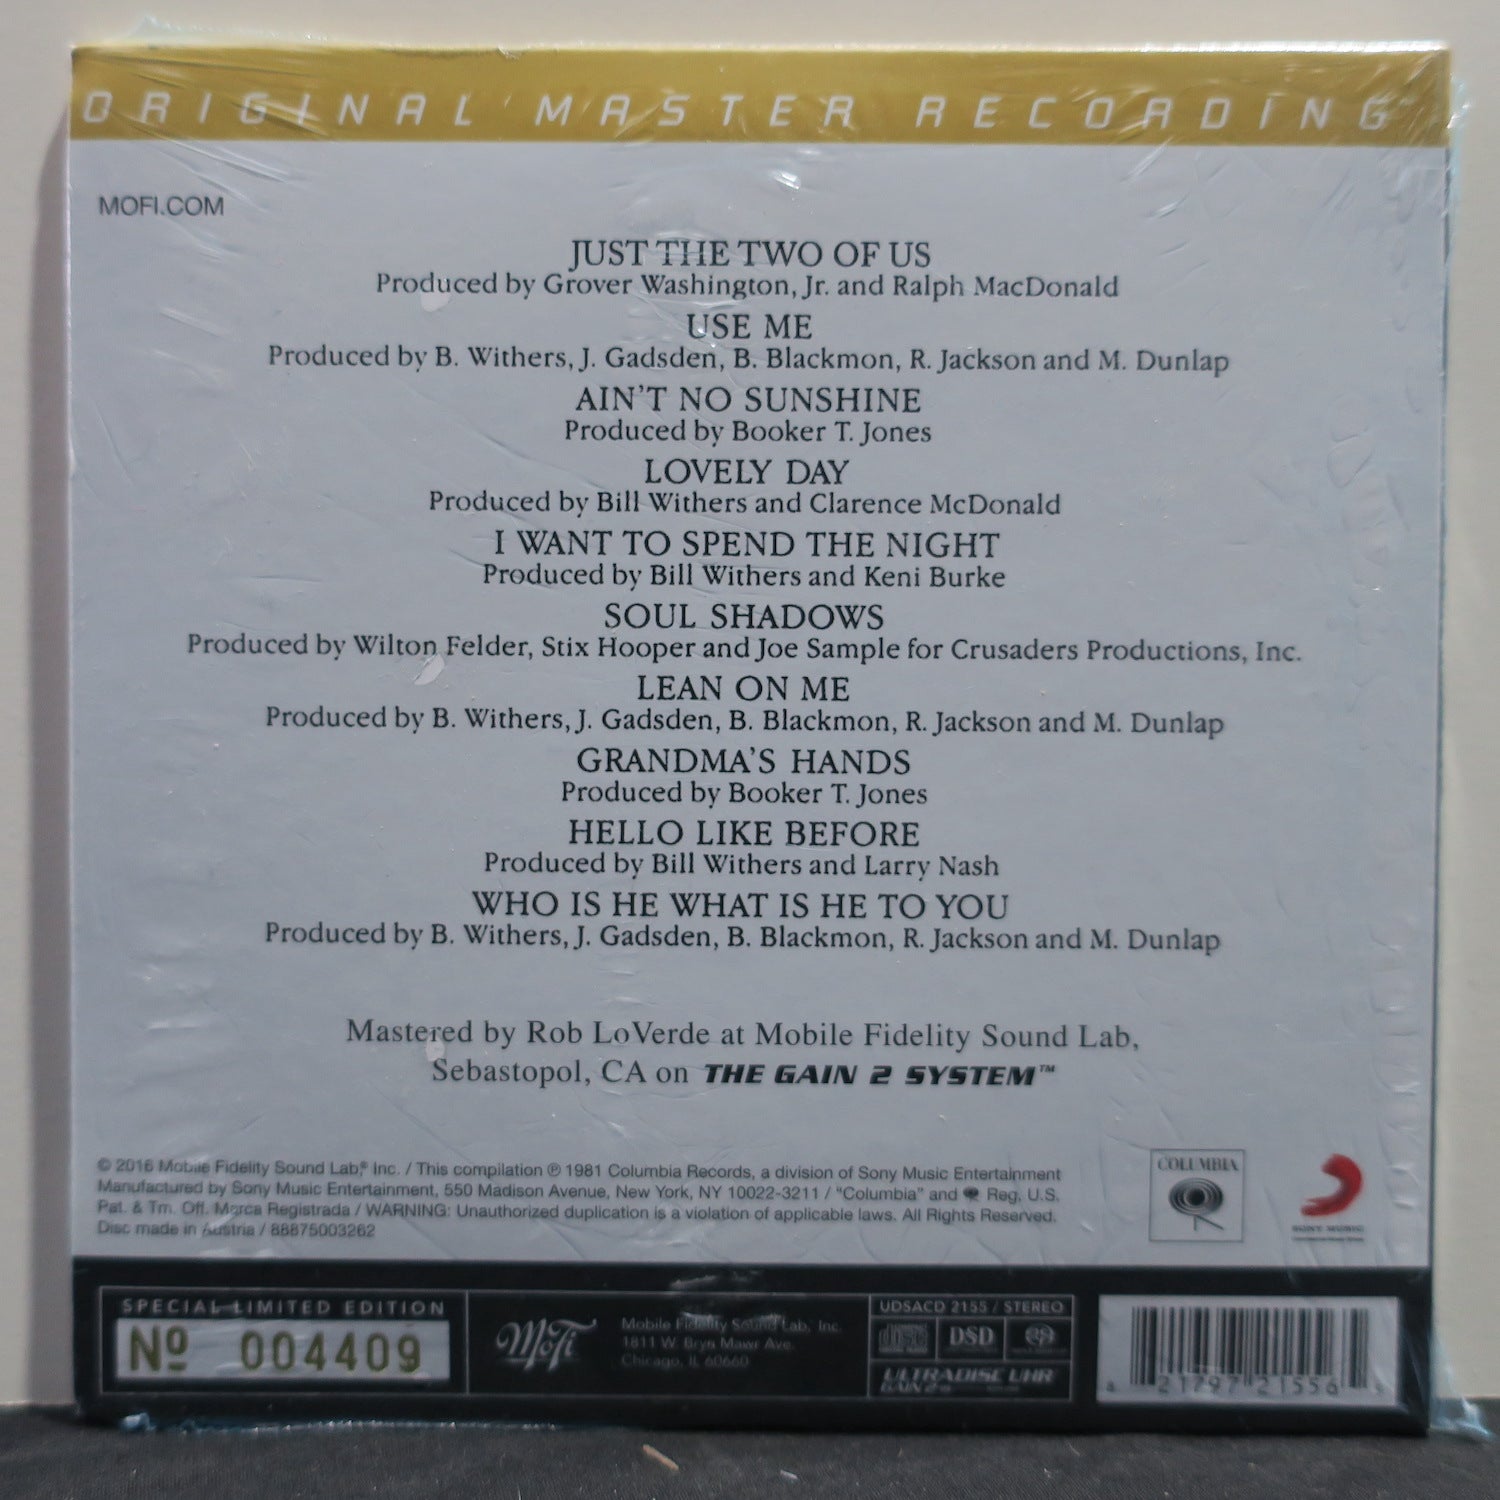 ORIGINAL MASTER RECORDING
MOFI.COM
JUST THE TWO OF US
Produced by Grover Washington, Jr. and Ralph MacDonald
USE ME
Produced by B. Withers, J. Gadsden, B. Blackmon, R. Jackson and M. Dunlap
AIN'T NO SUNSHINE
Produced by Booker T. Jones
LOVELY DAY
Produced by Bill Withers and Clarence McDonald
I WANT TO SPEND THE NIGHT
Produced by Bill Withers and Keni Burke
SOUL SHADOWS
Produced by Wilton Felder, Stix Hooper and Joe Sample for Crusaders Productions, Inc.
LEAN ON ME
Produced by B. Withers, J. Gadsden, B. Blackmon, R. Jackson and M. Dunlap
GRANDMA'S HANDS
Produced by Booker T. Jones
HELLO LIKE BEFORE
Produced by Bill Withers and Larry Nash
WHO IS HE WHAT IS HE TO YOU
Produced by B. Withers, J. Gadsden, B. Blackmon, R. Jackson and M. Dunlap
Mastered by Rob LoVerde at Mobile Fidelity Sound Lab,
Sebastopol, CA on THE GAIN 2 SYSTEM™
© 2016 Mobile Fidelity Sound Lab,® Inc. / This compilation ℗ 1981 Columbia Records, a division of Sony Music Entertainment
Manufactured by Sony Music Entertainment, 550 Madison Avenue, New York, NY 10022-3211 / "Columbia" and Reg. U.S.
Pat. & Tm. Off. Marca Registrada / WARNING: Unauthorized duplication is a violation of applicable laws. All Rights Reserved.
Disc made in Austria / 88875003262
COLUMBIA
SONY MUSIC
SPECIAL LIMITED EDITION
Nº 004409
MoFi
Mobile Fidelity Sound Lab, Inc.
1811 W. Bryn Mawr Ave.
Chicago, IL 60660
UDSACD 2155 / STEREO
DSD
ULTRADISC UHR
GAIN 2
21797 21556